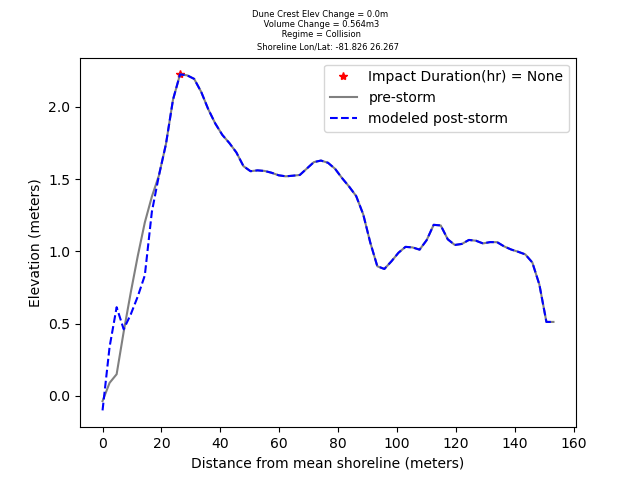 Dune Crest Elev Change = 0.0m
Volume Change = 0.564m3
Regime = Collision
Shoreline Lon/Lat: -81.826 26.267
Impact Duration(hr) = None
pre-storm
modeled post-storm
2.0
1.5
1.0
0.5
0.0
Elevation (meters)
0 20 40 60 80 100 120 140 160
Distance from mean shoreline (meters)